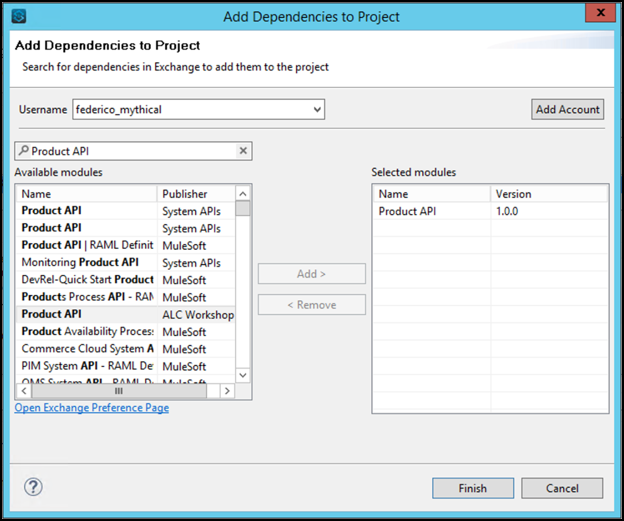 Add Dependencies to Project
Add Dependencies to Project
Search for dependencies in Exchange to add them to the project
Username federico_mythical Add Account
Product API
Available modules
Name Publisher
Product API System APIs
Product API System APIs
Product API | RAML Definit MuleSoft
Monitoring Product API System APIs
DevRel-Quick Start Product MuleSoft
Products Process API - RAM MuleSoft
Product API ALC Workshop
Product Availability Process MuleSoft
Commerce Cloud System A MuleSoft
PIM System API - RAML De MuleSoft
OMS System API - RAML D MuleSoft
Open Exchange Preference Page
Add >
< Remove
Selected modules
Name Version
Product API 1.0.0
? Finish Cancel